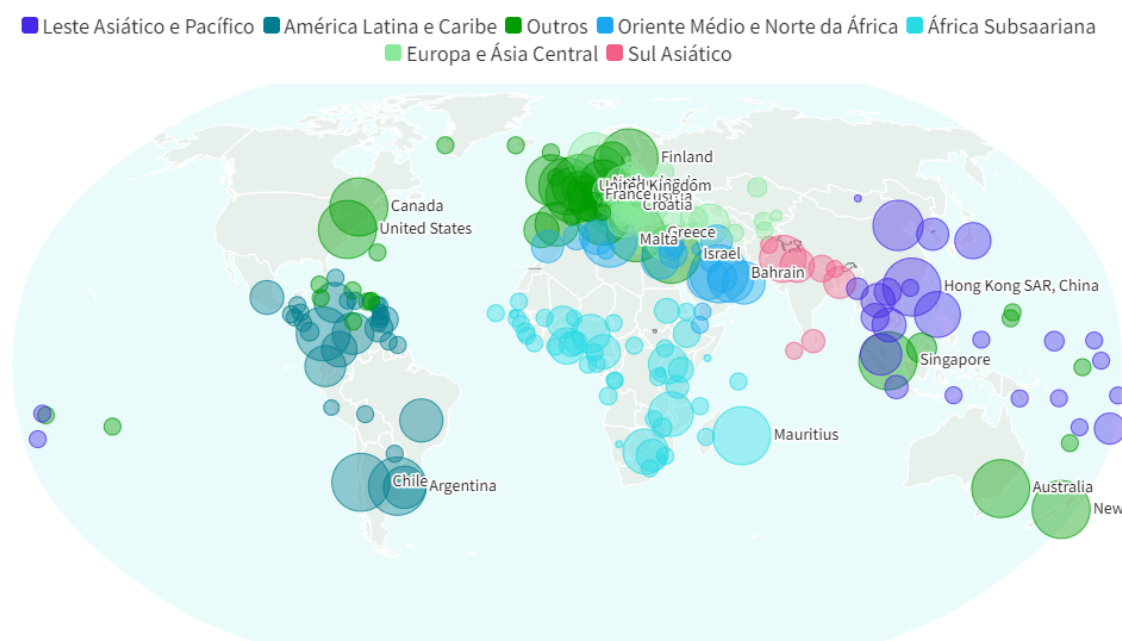 Leste Asiático e Pacífico América Latina e Caribe Outros Oriente Médio e Norte da África África Subsaariana
Europa e Ásia Central Sul Asiático
Finland
United Kingdom
France
Croatia
Canada
United States
Greece
Malta
Israel
Bahrain
Hong Kong SAR, China
Singapore
Mauritius
Chile
Argentina
Australia
New